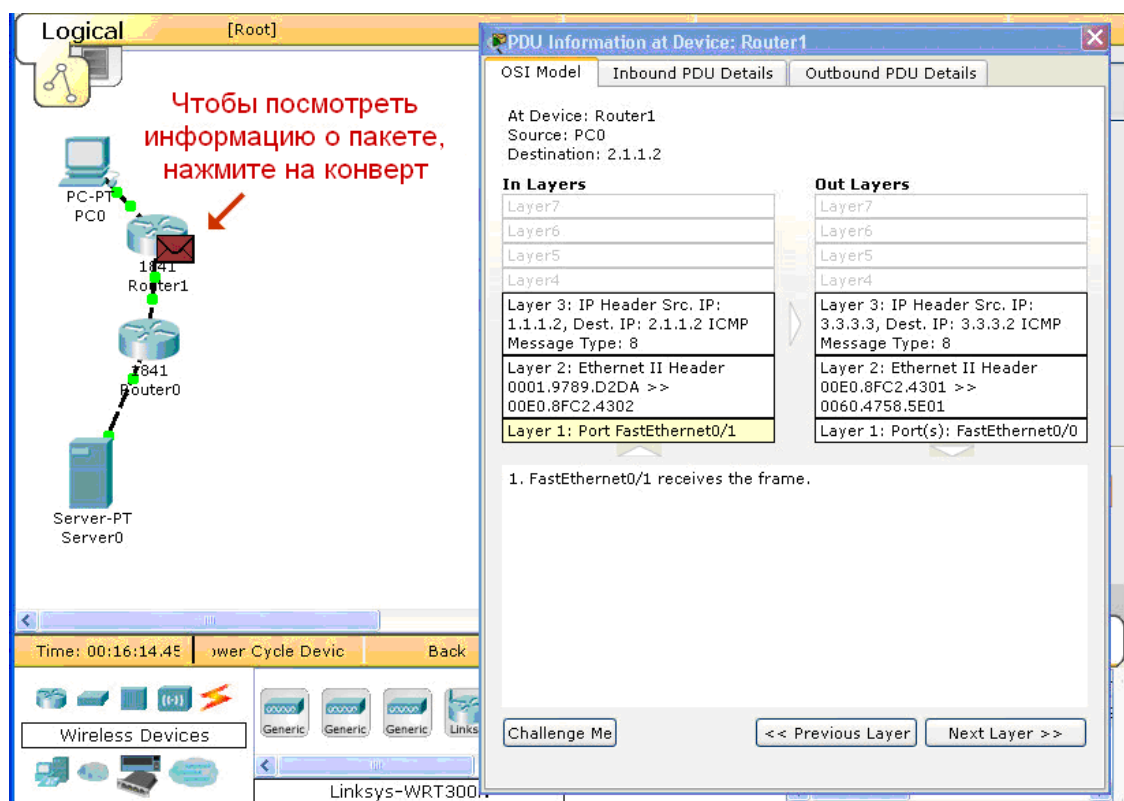 Logical
[Root]
Чтобы посмотреть
информацию о пакете,
нажмите на конверт
PC-PT
PC0
1841
Router1
1841
Router0
Server-PT
Server0
Time: 00:16:14.45
ower Cycle Devic
Back
Wireless Devices
Generic
Generic
Generic
Links
Linksys-WRT300N
PDU Information at Device: Router1
OSI Model
Inbound PDU Details
Outbound PDU Details
At Device: Router1
Source: PC0
Destination: 2.1.1.2
In Layers
Layer7
Layer6
Layer5
Layer4
Layer 3: IP Header Src. IP:
1.1.1.2, Dest. IP: 2.1.1.2 ICMP
Message Type: 8
Layer 2: Ethernet II Header
0001.9789.D2DA >>
00E0.8FC2.4302
Layer 1: Port FastEthernet0/1
Out Layers
Layer7
Layer6
Layer5
Layer4
Layer 3: IP Header Src. IP:
3.3.3.3, Dest. IP: 3.3.3.2 ICMP
Message Type: 8
Layer 2: Ethernet II Header
00E0.8FC2.4301 >>
0060.4758.5E01
Layer 1: Port(s): FastEthernet0/0
1. FastEthernet0/1 receives the frame.
Challenge Me
<< Previous Layer
Next Layer >>